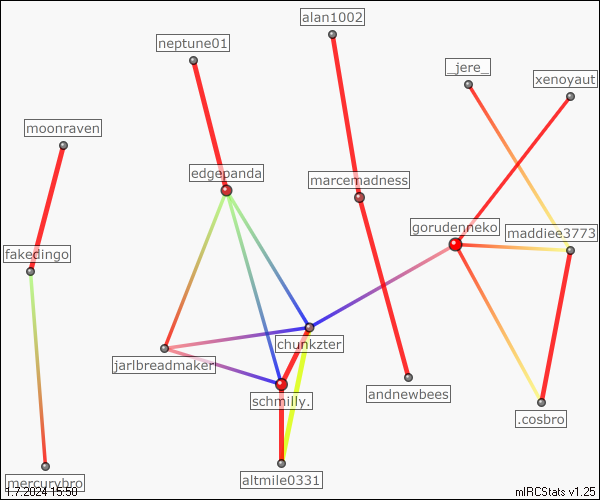 alan1002
neptune01
_jere_
xenoyaut
moonraven
edgepanda
marcemadness
gorudenneko
maddiee3773
fakedingo
chunkzter
jarlbreadmaker
andnewbees
schmilly.
.cosbro
altmile0331
mercurybro
1.7.2024 15:50
mIRCStats v1.25